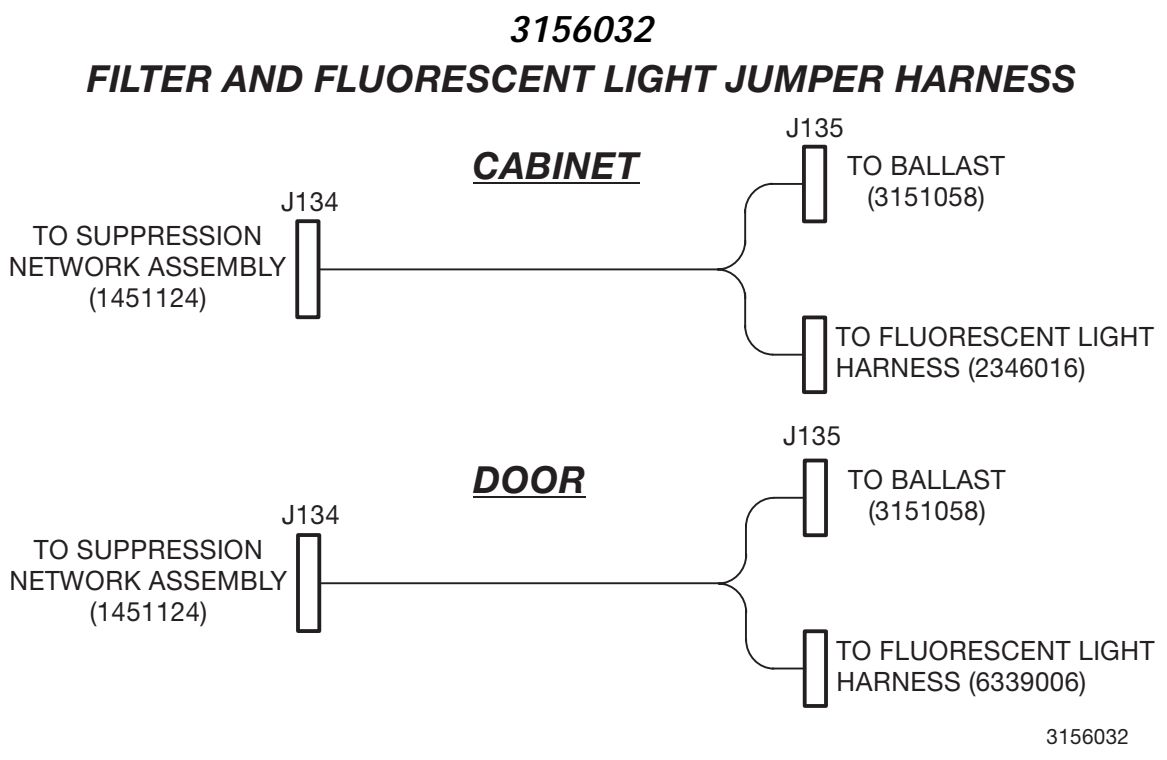 3156032
FILTER AND FLUORESCENT LIGHT JUMPER HARNESS
CABINET
J134
TO SUPPRESSION
NETWORK ASSEMBLY
(1451124)
J135
TO BALLAST
(3151058)
TO FLUORESCENT LIGHT
HARNESS (2346016)
DOOR
J134
TO SUPPRESSION
NETWORK ASSEMBLY
(1451124)
J135
TO BALLAST
(3151058)
TO FLUORESCENT LIGHT
HARNESS (6339006)
3156032